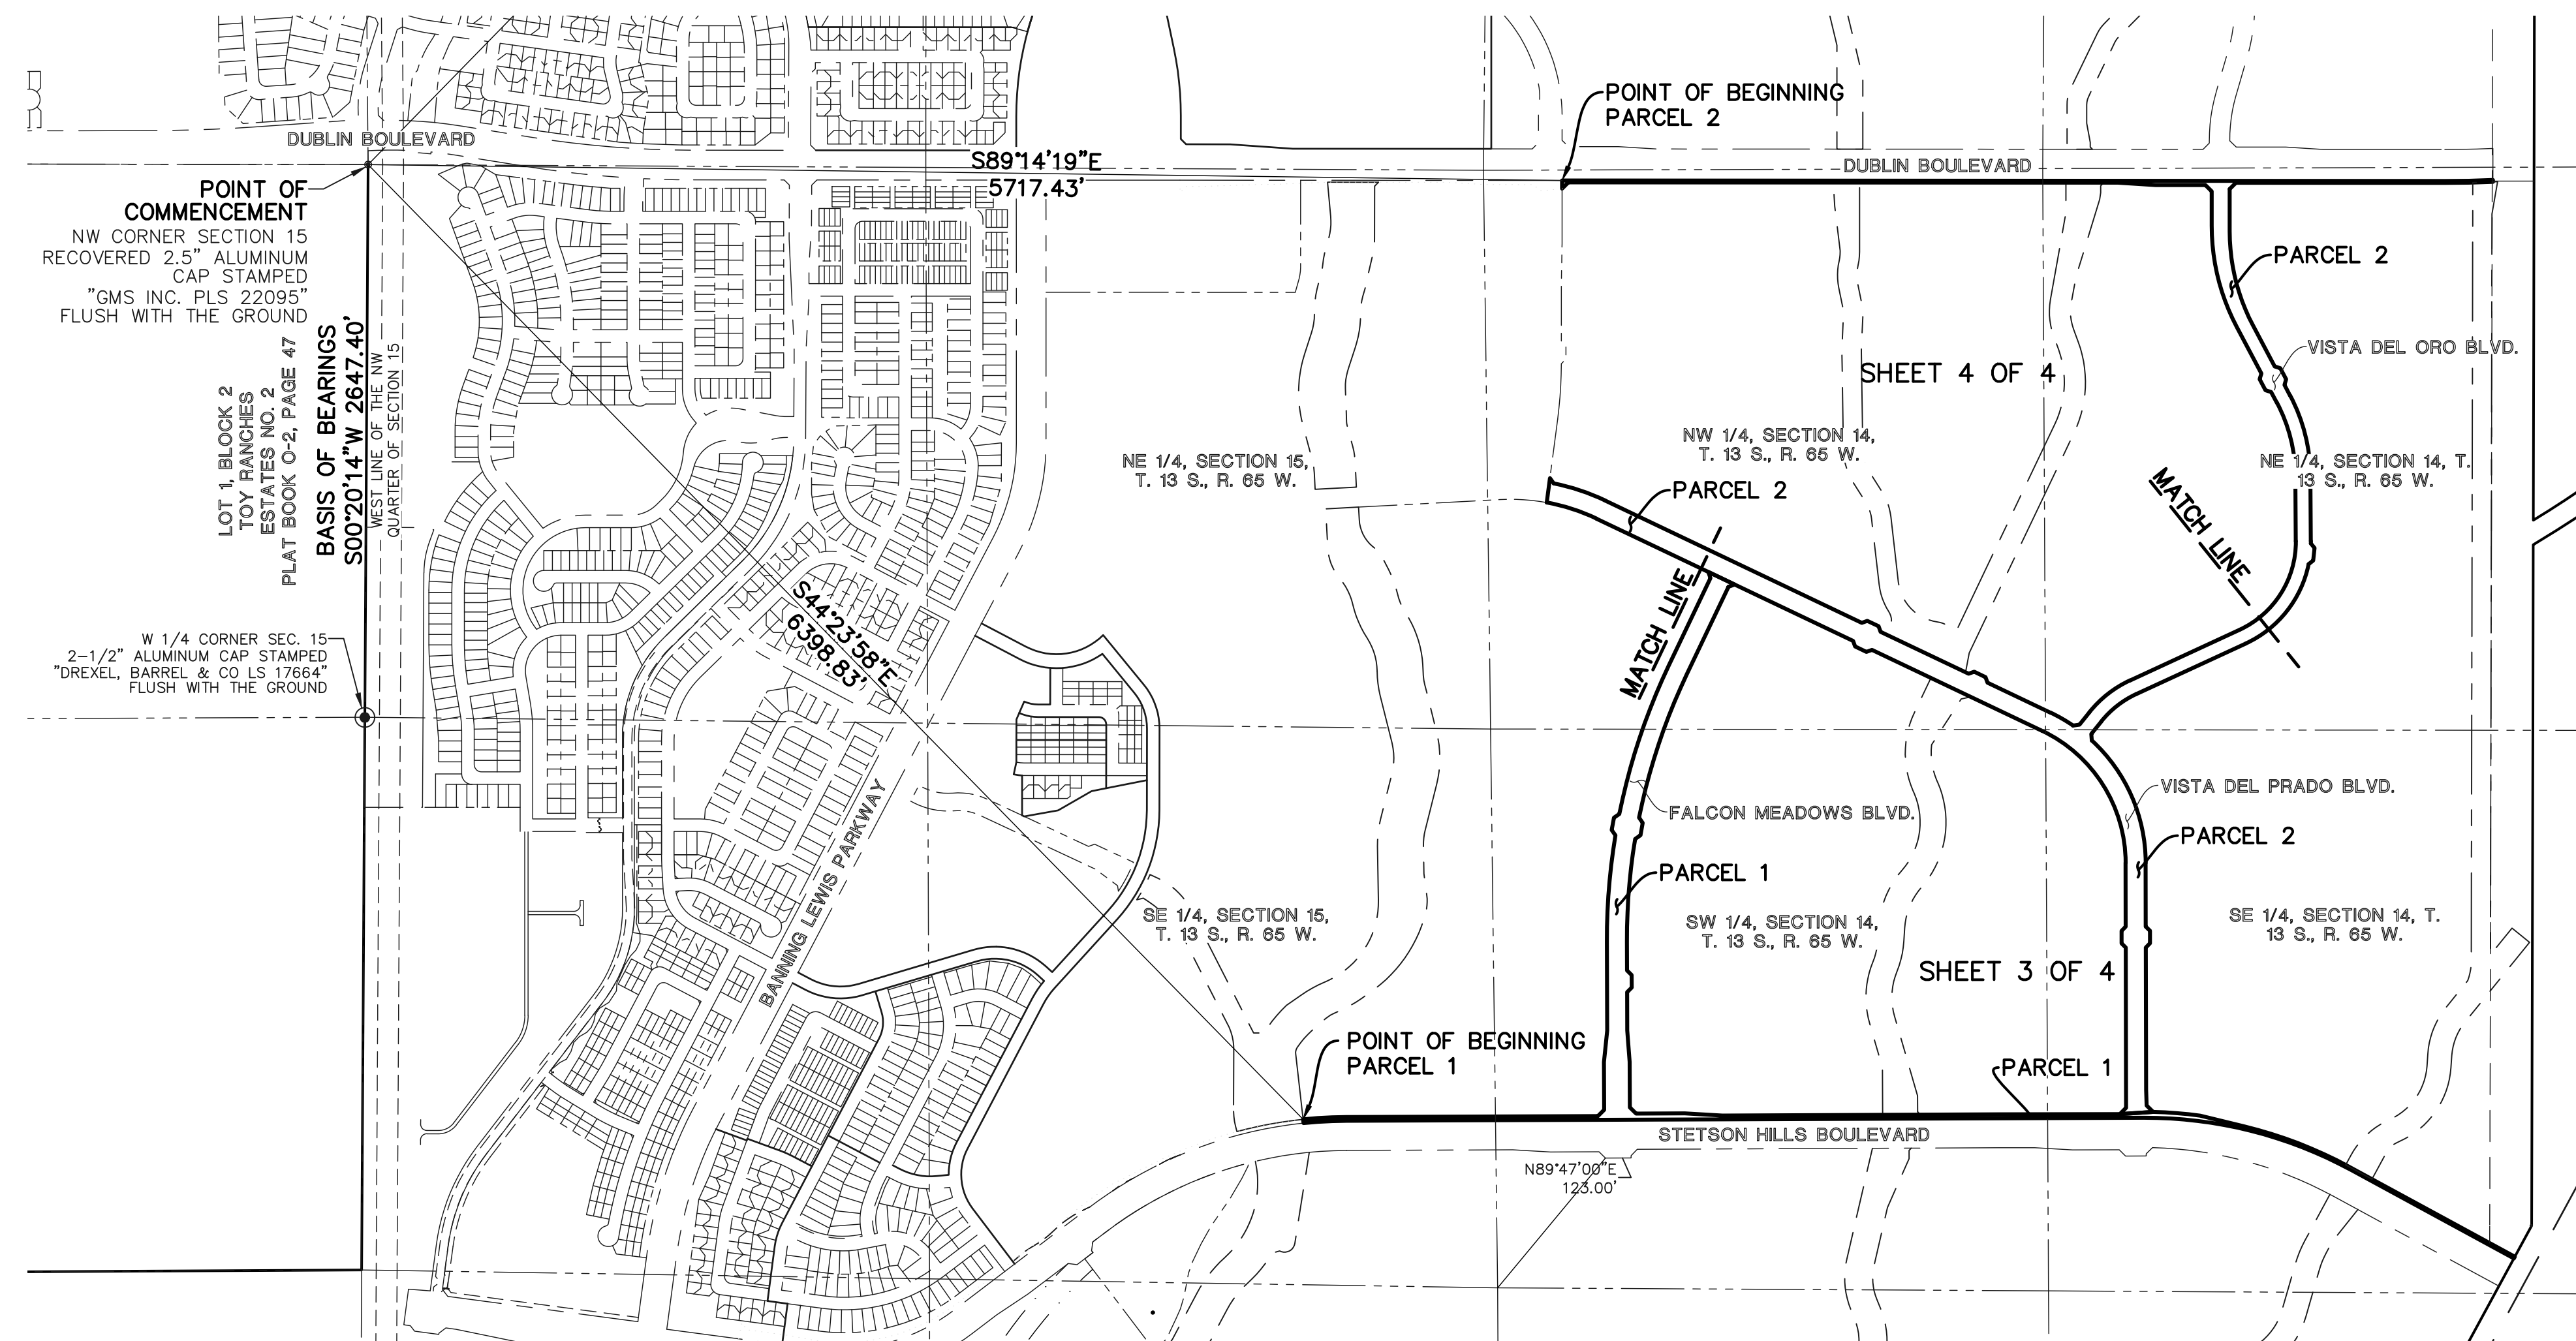 DUBLIN BOULEVARD
POINT OF
COMMENCEMENT
NW CORNER SECTION 15
RECOVERED 2.5" ALUMINUM
CAP STAMPED
"GMS INC. PLS 22095"
FLUSH WITH THE GROUND
LOT 1, BLOCK 2
TOY RANCHES
ESTATES NO. 2
PLAT BOOK O-2, PAGE 47
BASIS OF BEARINGS
S00°20'14"W 2647.40'
WEST LINE OF THE NW
QUARTER OF SECTION 15
W 1/4 CORNER SEC. 15
2-1/2" ALUMINUM CAP STAMPED
"DREXEL, BARREL & CO LS 17664"
FLUSH WITH THE GROUND
S89°14'19"E
5717.43'
S44°23'58"E
6398.83'
BANNING LEWIS PARKWAY
NE 1/4, SECTION 15,
T. 13 S., R. 65 W.
SE 1/4, SECTION 15,
T. 13 S., R. 65 W.
POINT OF BEGINNING
PARCEL 2
DUBLIN BOULEVARD
PARCEL 2
VISTA DEL ORO BLVD.
SHEET 4 OF 4
NW 1/4, SECTION 14,
T. 13 S., R. 65 W.
NE 1/4, SECTION 14, T.
13 S., R. 65 W.
MATCH LINE
PARCEL 2
MATCH LINE
FALCON MEADOWS BLVD.
VISTA DEL PRADO BLVD.
PARCEL 2
PARCEL 1
SW 1/4, SECTION 14,
T. 13 S., R. 65 W.
SE 1/4, SECTION 14, T.
13 S., R. 65 W.
SHEET 3 OF 4
POINT OF BEGINNING
PARCEL 1
PARCEL 1
STETSON HILLS BOULEVARD
N89°47'00"E
123.00'